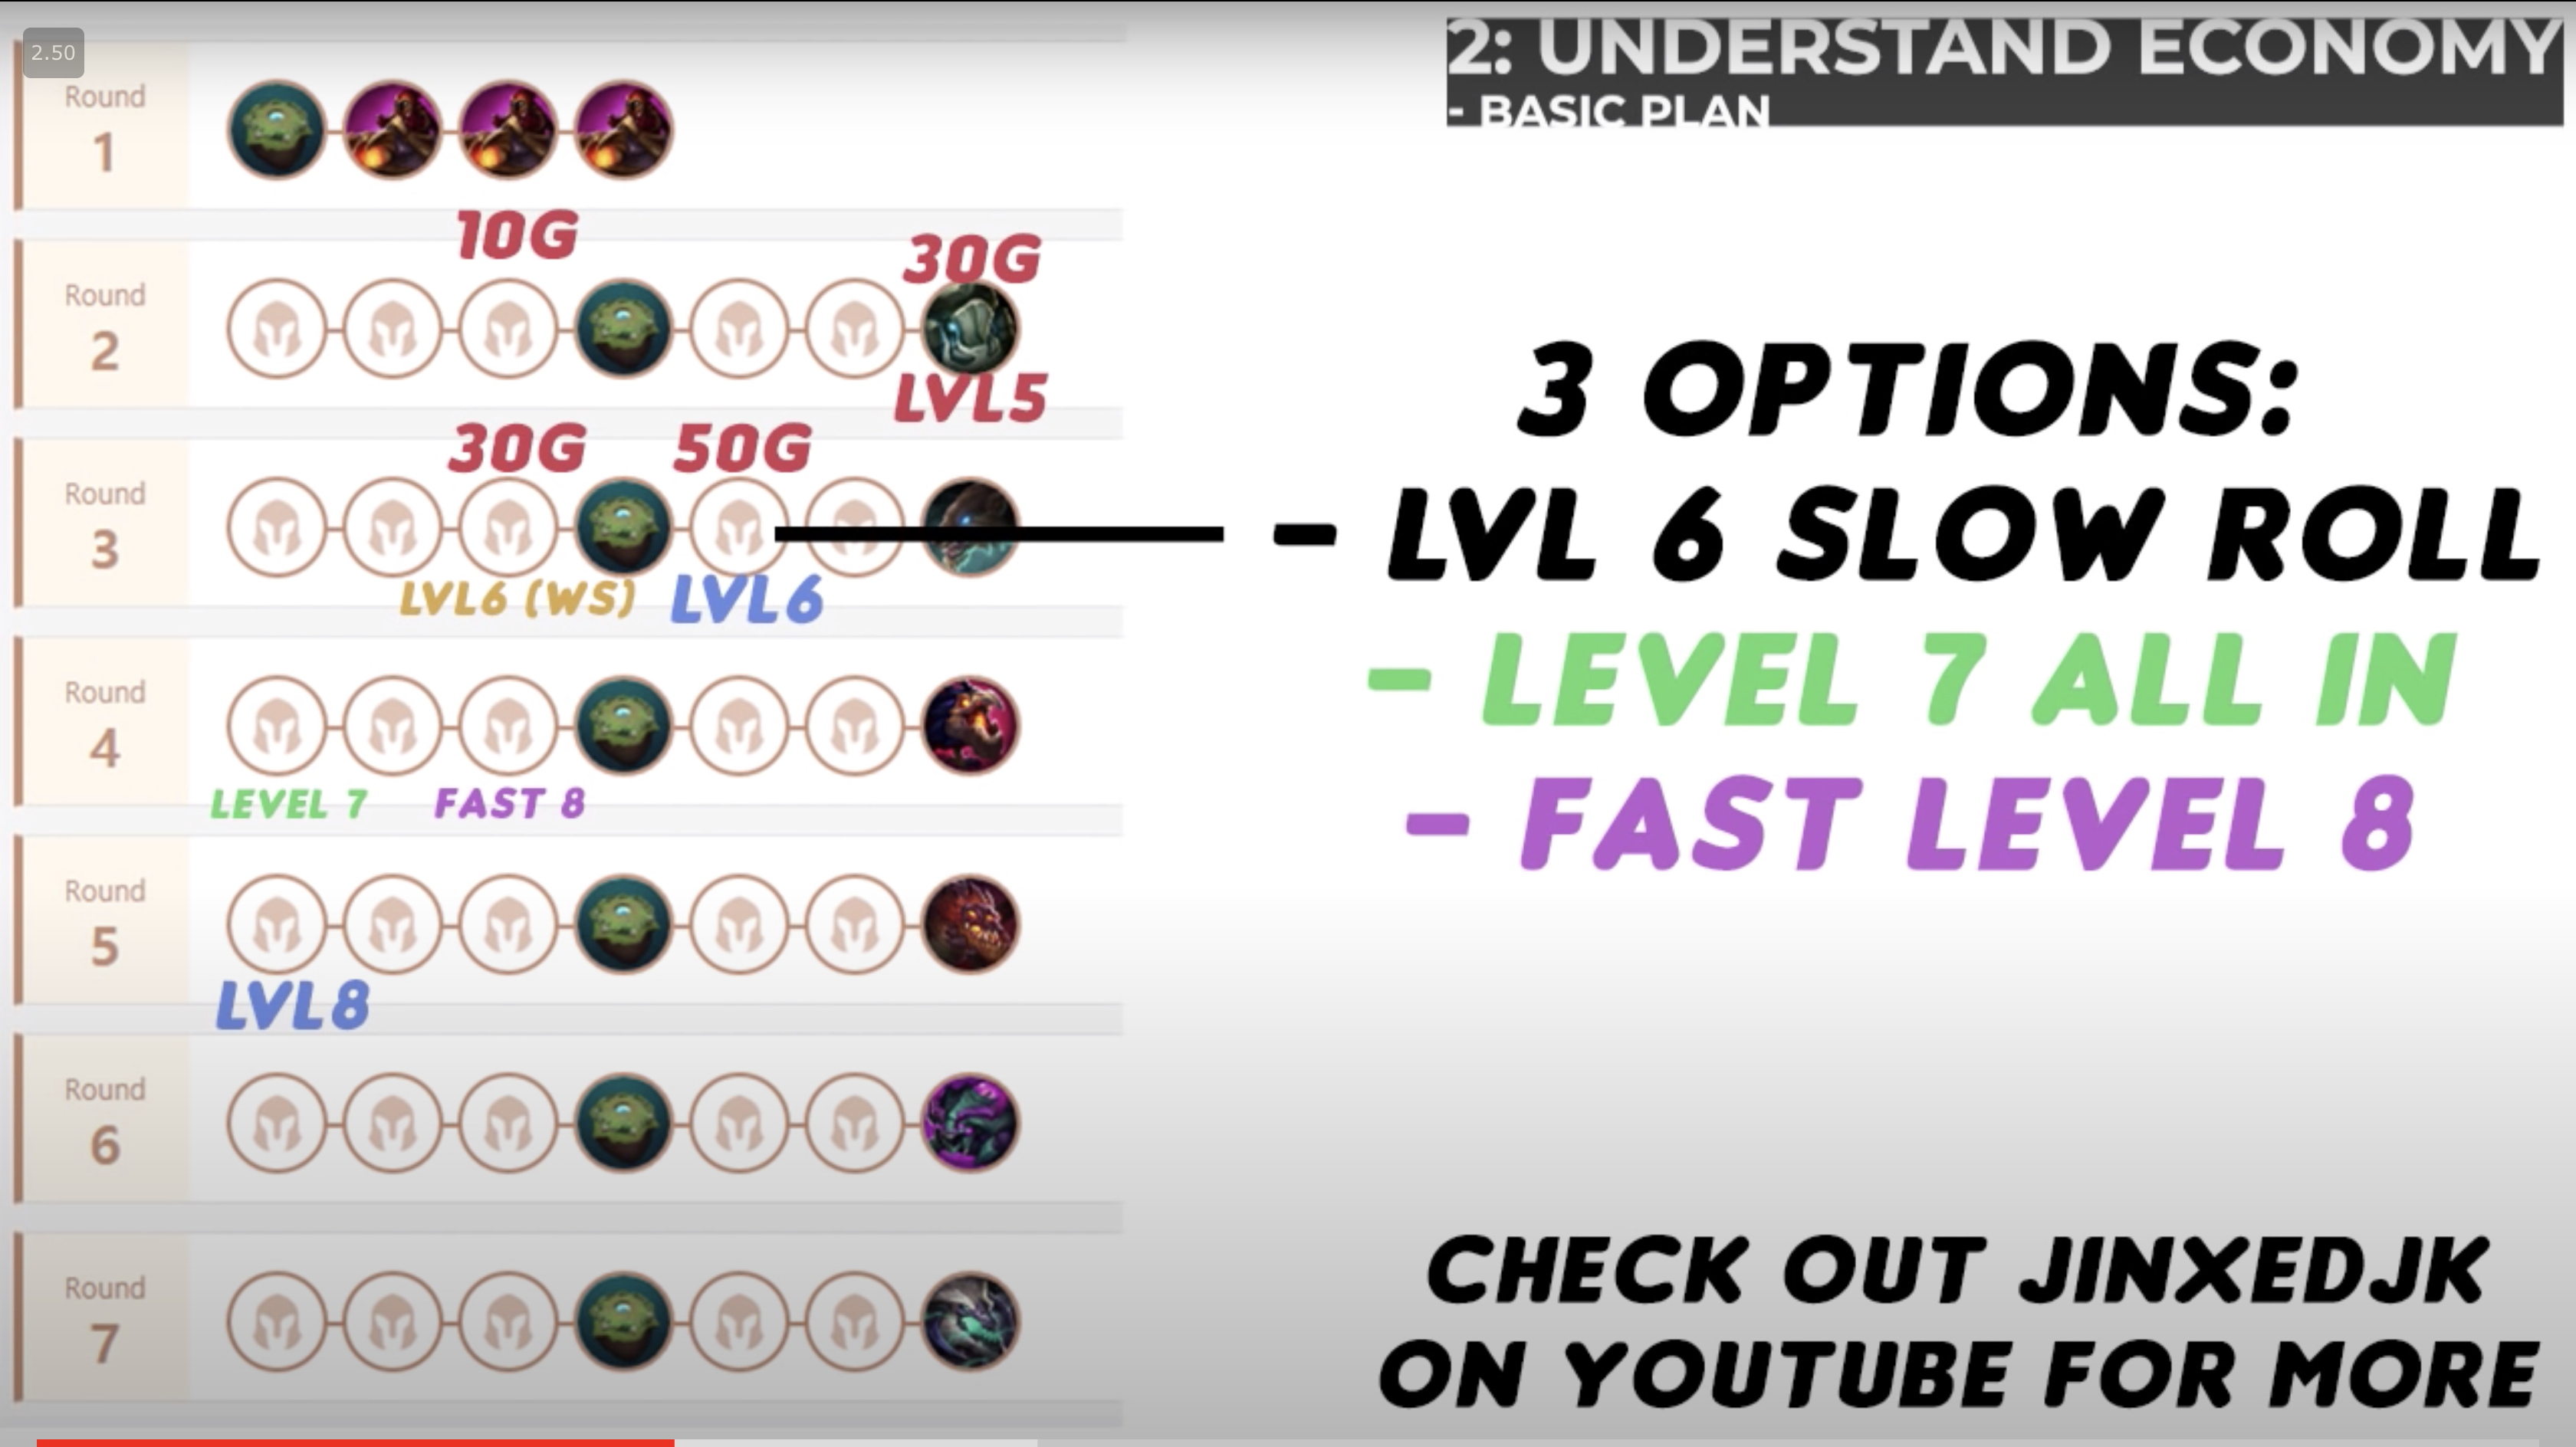 2.50
2: UNDERSTAND ECONOMY
- BASIC PLAN
Round
1
10G
30G
Round
2
LVL5
30G 50G
Round
3
LVL6 (WS) LVL6
Round
4
LEVEL 7 FAST 8
Round
5
LVL8
Round
6
Round
7
3 OPTIONS:
- LVL 6 SLOW ROLL
- LEVEL 7 ALL IN
- FAST LEVEL 8
CHECK OUT JINXEDJK
ON YOUTUBE FOR MORE